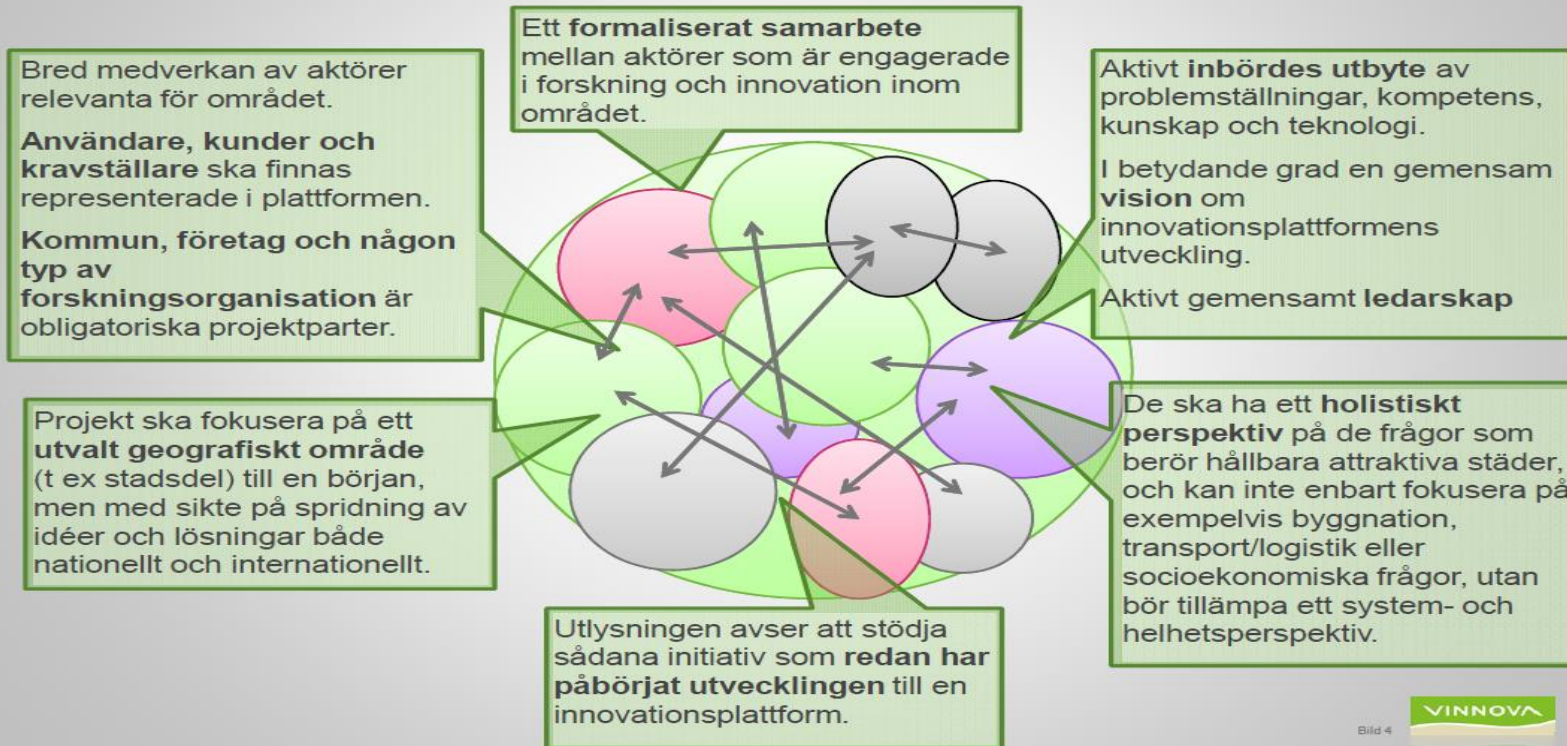 Ett formaliserat samarbete
mellan aktörer som är engagerade
i forskning och innovation inom
området.
Bred medverkan av aktörer
relevanta för området.
Användare, kunder och
kravställare ska finnas
representerade i plattformen.
Kommun, företag och någon
typ av
forskningsorganisation är
obligatoriska projektparter.
Aktivt inbördes utbyte av
problemställningar, kompetens,
kunskap och teknologi.
I betydande grad en gemensam
vision om
innovationsplattformens
utveckling.
Aktivt gemensamt ledarskap
Projekt ska fokusera på ett
utvalt geografiskt område
(t ex stadsdel) till en början,
men med sikte på spridning av
idéer och lösningar både
nationellt och internationellt.
De ska ha ett holistiskt
perspektiv på de frågor som
berör hållbara attraktiva städer,
och kan inte enbart fokusera på
exempelvis byggnation,
transport/logistik eller
socioekonomiska frågor, utan
bör tillämpa ett system- och
helhetsperspektiv.
Utlysningen avser att stödja
sådana initiativ som redan har
påbörjat utvecklingen till en
innovationsplattform.
Bild 4
VINNOVA